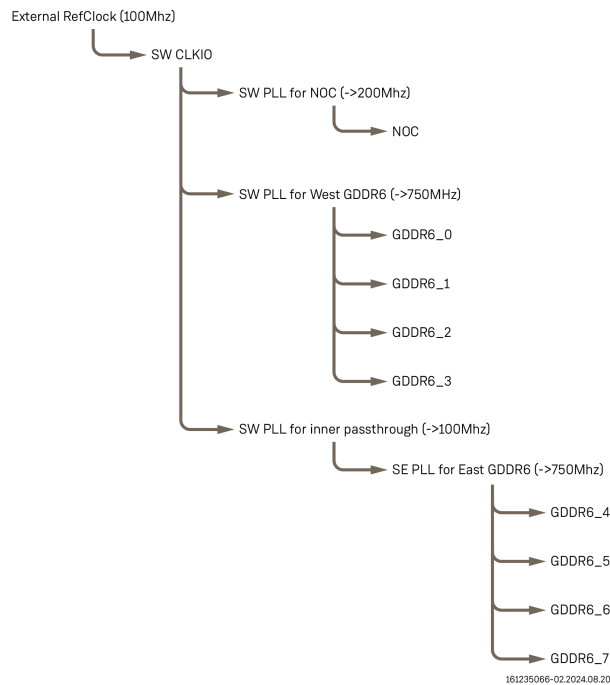 External RefClock (100Mhz)
SW CLKIO
SW PLL for NOC (->200Mhz)
NOC
SW PLL for West GDDR6 (->750MHz)
GDDR6_0
GDDR6_1
GDDR6_2
GDDR6_3
SW PLL for inner passthrough (->100Mhz)
SE PLL for East GDDR6 (->750Mhz)
GDDR6_4
GDDR6_5
GDDR6_6
GDDR6_7
161235066-02.2024.08.20